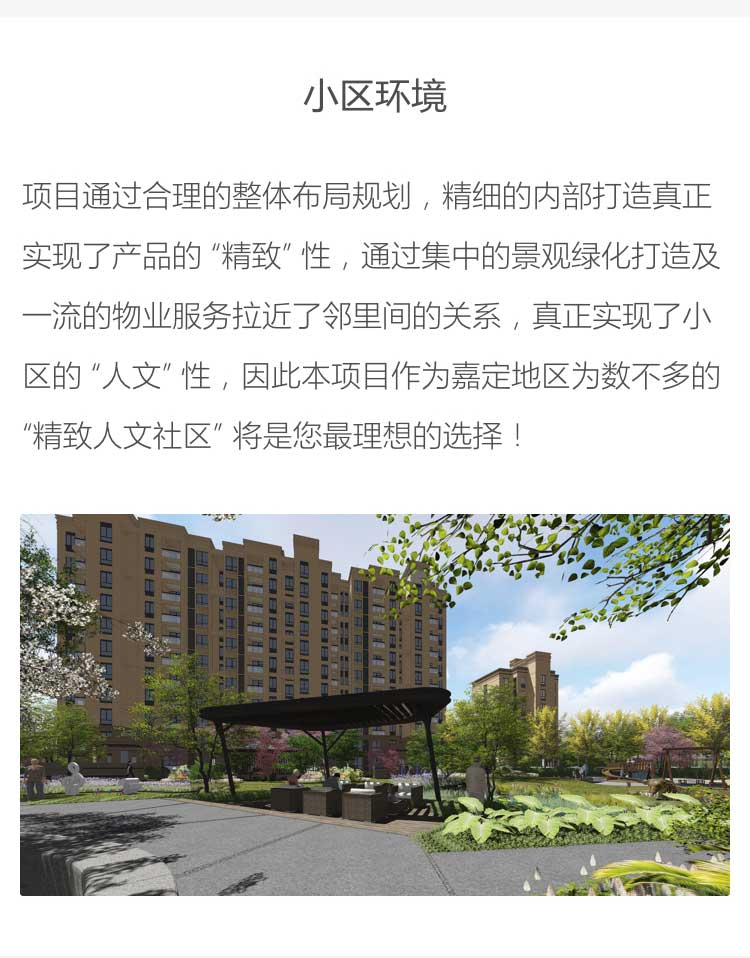 小区环境
项目通过合理的整体布局规划，精细的内部打造真正
实现了产品的“精致”性，通过集中的景观绿化打造及
一流的物业服务拉近了邻里间的关系，真正实现了小
区的“人文”性，因此本项目作为嘉定地区为数不多的
“精致人文社区”将是您最理想的选择！